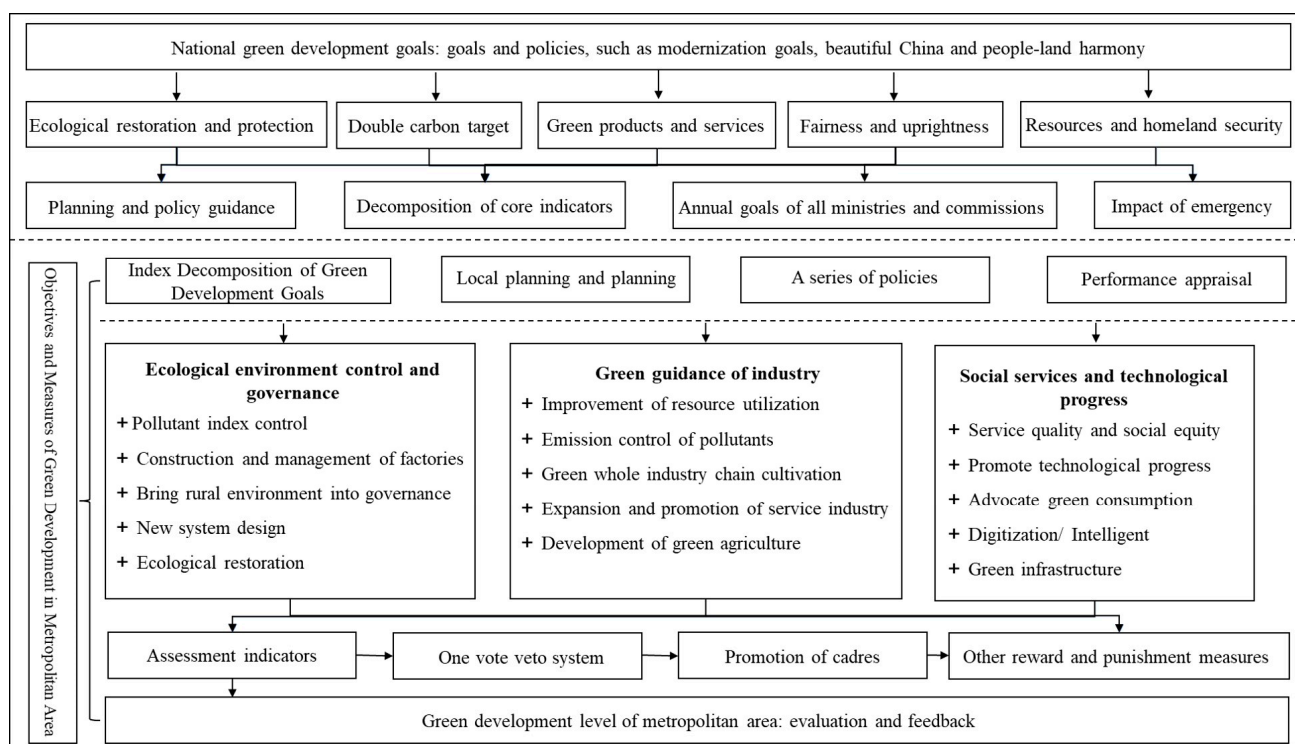 National green development goals: goals and policies, such as modernization goals, beautiful China and people-land harmony
Ecological restoration and protection
Double carbon target
Green products and services
Fairness and uprightness
Resources and homeland security
Planning and policy guidance
Decomposition of core indicators
Annual goals of all ministries and commissions
Impact of emergency
Objectives and Measures of Green Development in Metropolitan Area
Index Decomposition of Green
Development Goals
Local planning and planning
A series of policies
Performance appraisal
Ecological environment control and
governance
+ Pollutant index control
+ Construction and management of factories
+ Bring rural environment into governance
+ New system design
+ Ecological restoration
Green guidance of industry
+ Improvement of resource utilization
+ Emission control of pollutants
+ Green whole industry chain cultivation
+ Expansion and promotion of service industry
+ Development of green agriculture
Social services and technological
progress
+ Service quality and social equity
+ Promote technological progress
+ Advocate green consumption
+ Digitization/ Intelligent
+ Green infrastructure
Assessment indicators
One vote veto system
Promotion of cadres
Other reward and punishment measures
Green development level of metropolitan area: evaluation and feedback